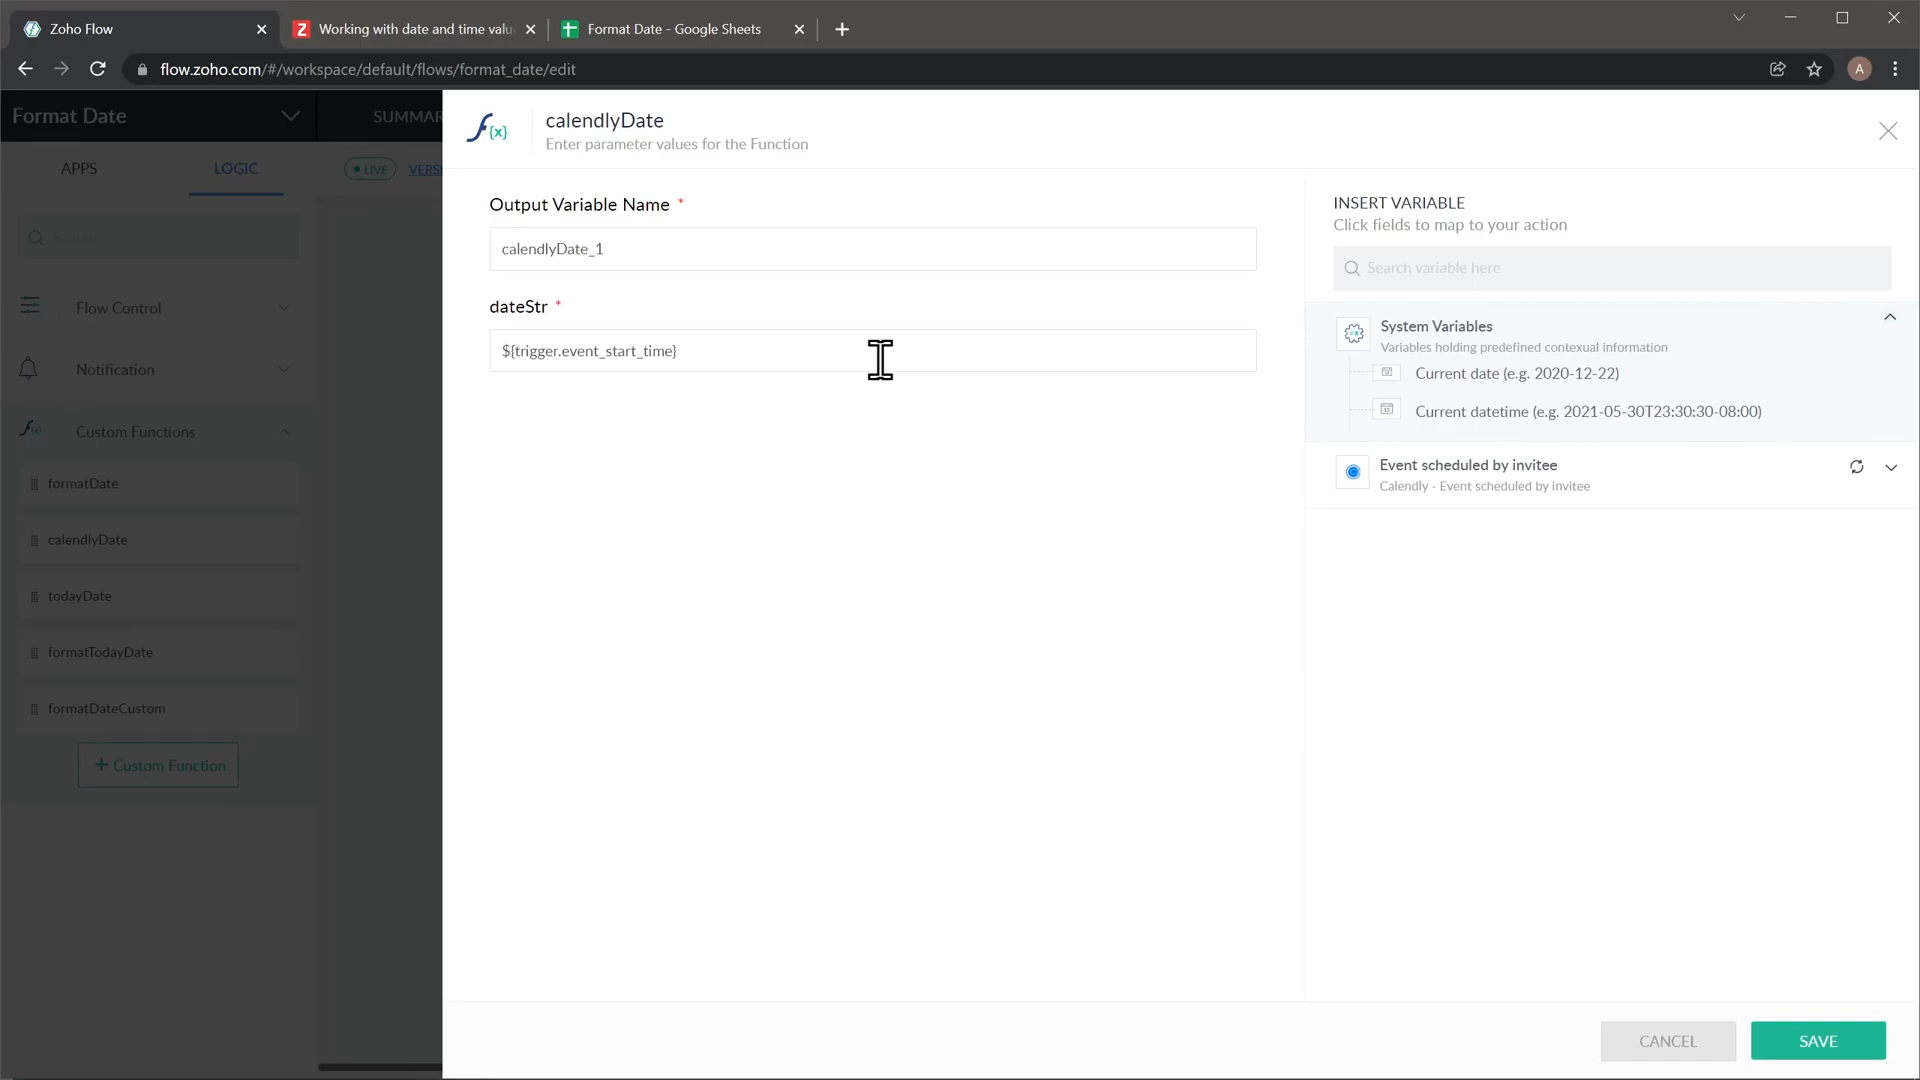 Zoho Flow
Working with date and time valu
Format Date - Google Sheets
flow.zoho.com/#/workspace/default/flows/format_date/edit
A
Format Date
SUMMAR
APPS
LOGIC
LIVE
VERSI
Search
Flow Control
Notification
Custom Functions
formatDate
calendlyDate
todayDate
formatTodayDate
formatDateCustom
+ Custom Function
calendlyDate
Enter parameter values for the Function
Output Variable Name *
calendlyDate_1
dateStr *
${trigger.event_start_time}
INSERT VARIABLE
Click fields to map to your action
Search variable here
System Variables
Variables holding predefined contexual information
Current date (e.g. 2020-12-22)
Current datetime (e.g. 2021-05-30T23:30:30-08:00)
Event scheduled by invitee
Calendly - Event scheduled by invitee
CANCEL
SAVE